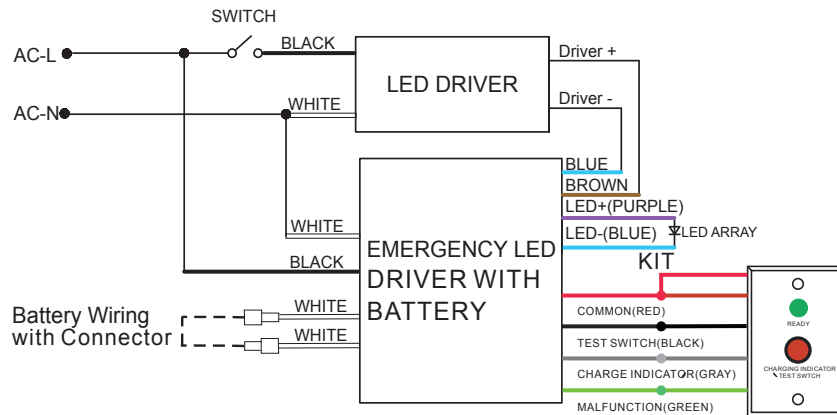 SWITCH
AC-L
BLACK
Driver +
LED DRIVER
AC-N
WHITE
Driver -
BLUE
BROWN
LED+(PURPLE)
WHITE
LED-(BLUE)
LED ARRAY
EMERGENCY LED
DRIVER WITH
BATTERY
BLACK
KIT
Battery Wiring
with Connector
WHITE
WHITE
COMMON(RED)
READY
TEST SWITCH(BLACK)
CHARGE INDICATOR(GRAY)
CHARGING INDICATOR
TEST SWTCH
MALFUNCTION(GREEN)